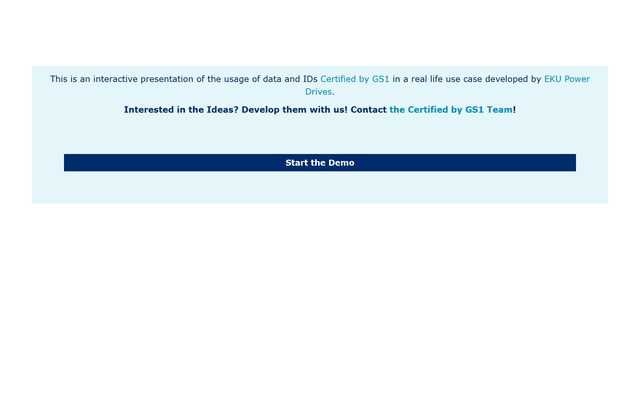 This is an interactive presentation of the usage of data and IDs Certified by GS1 in a real life use case developed by EKU Power
Drives.
Interested in the Ideas? Develop them with us! Contact the Certified by GS1 Team!
Start the Demo